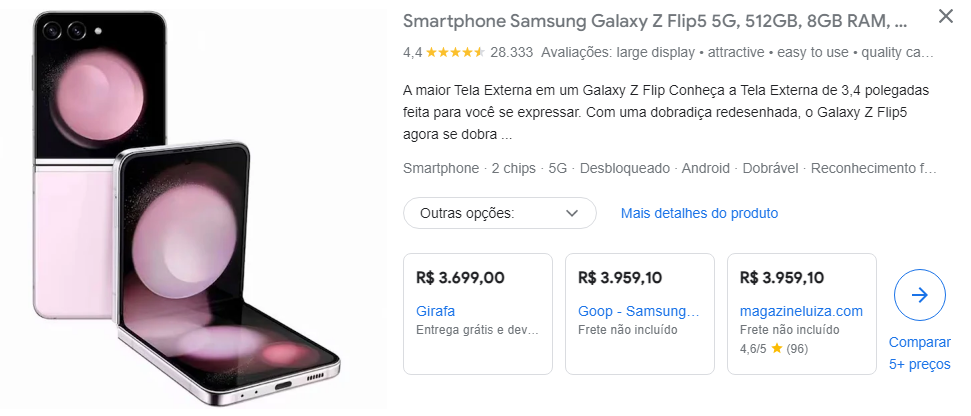 Smartphone Samsung Galaxy Z Flip5 5G, 512GB, 8GB RAM, ...
4,4 28.333 Avaliações: large display • attractive • easy to use • quality ca...
A maior Tela Externa em um Galaxy Z Flip Conheça a Tela Externa de 3,4 polegadas
feita para você se expressar. Com uma dobradiça redesenhada, o Galaxy Z Flip5
agora se dobra ...
Smartphone · 2 chips · 5G · Desbloqueado · Android · Dobrável · Reconhecimento f...
Outras opções:
Mais detalhes do produto
R$ 3.699,00
Girafa
Entrega grátis e dev...
R$ 3.959,10
Goop - Samsung...
Frete não incluído
R$ 3.959,10
magazineluiza.com
Frete não incluído
4,6/5 ★ (96)
Comparar
5+ preços